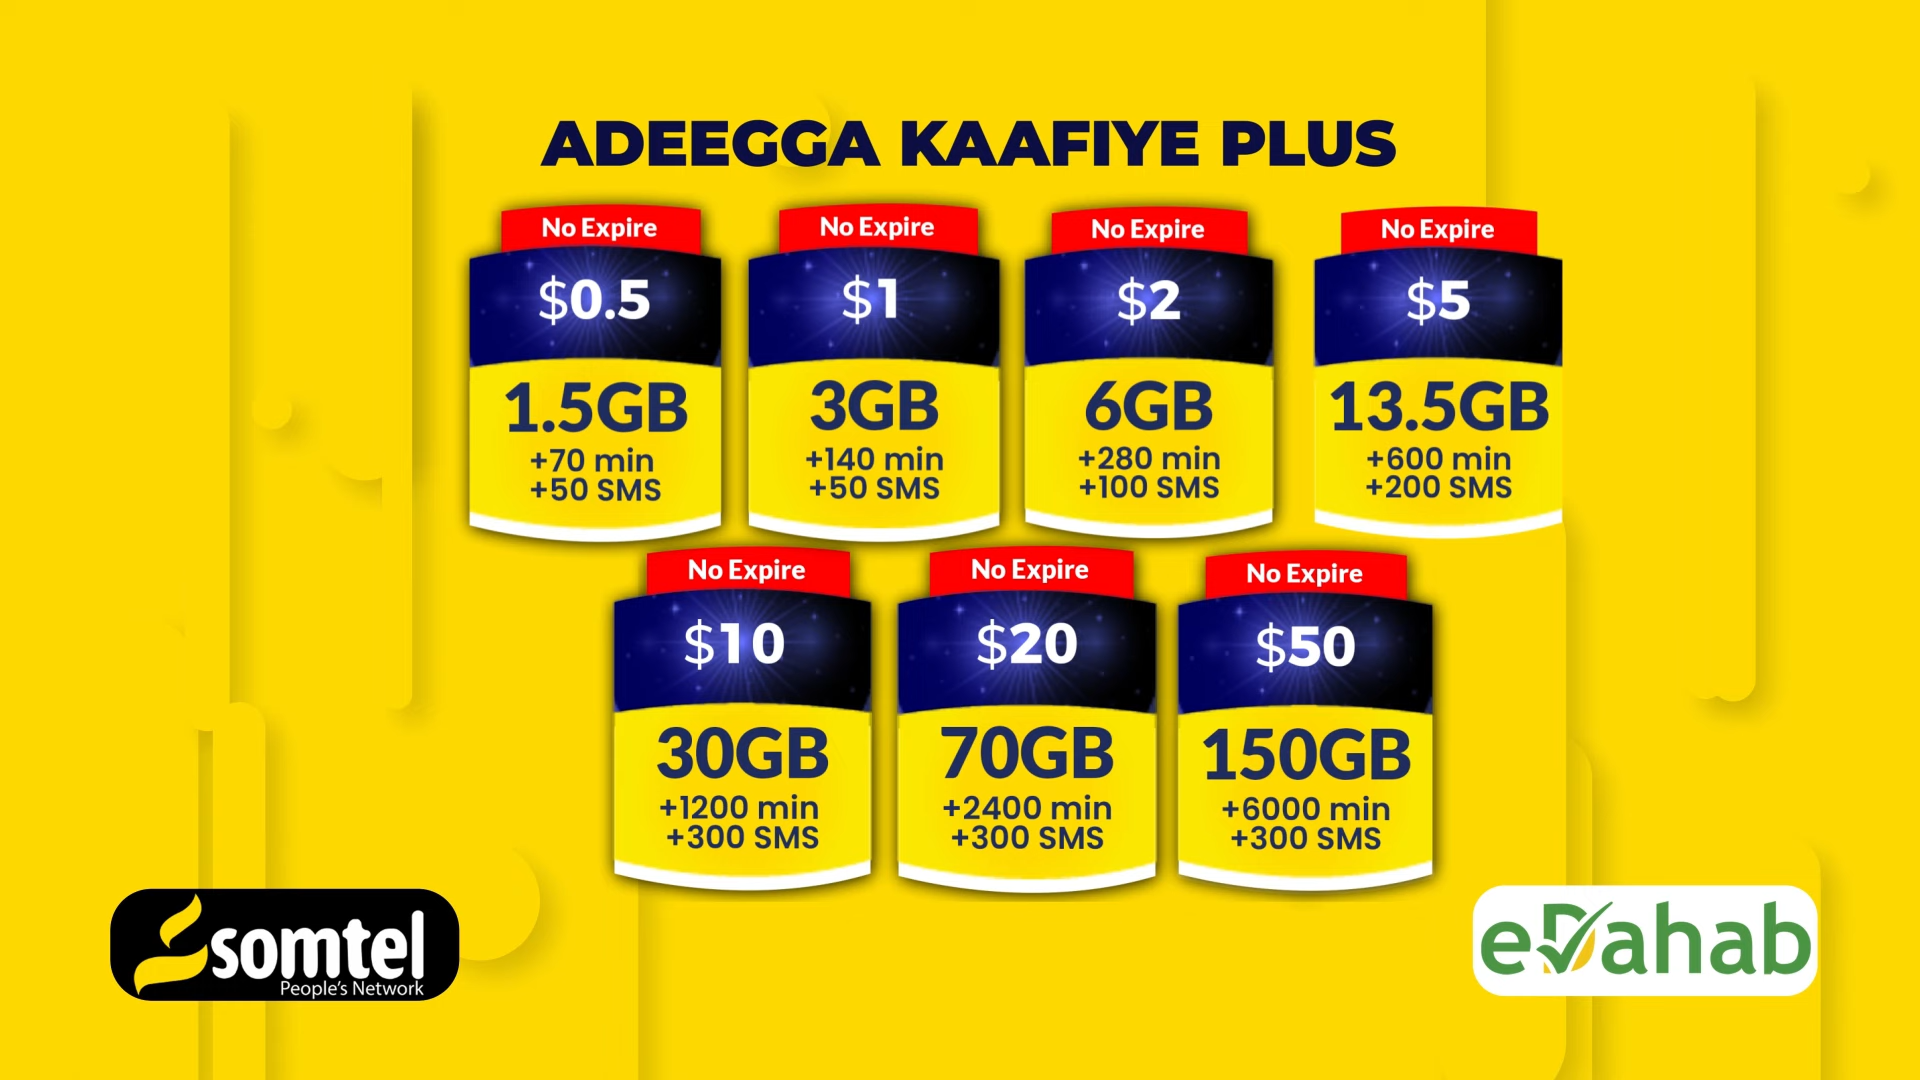 ADEEGGA KAAFIYE PLUS
No Expire
$0.5
1.5GB
+70 min
+50 SMS
No Expire
$1
3GB
+140 min
+50 SMS
No Expire
$2
6GB
+280 min
+100 SMS
No Expire
$5
13.5GB
+600 min
+200 SMS
No Expire
$10
30GB
+1200 min
+300 SMS
No Expire
$20
70GB
+2400 min
+300 SMS
No Expire
$50
150GB
+6000 min
+300 SMS
somtel
People's Network
eDahab